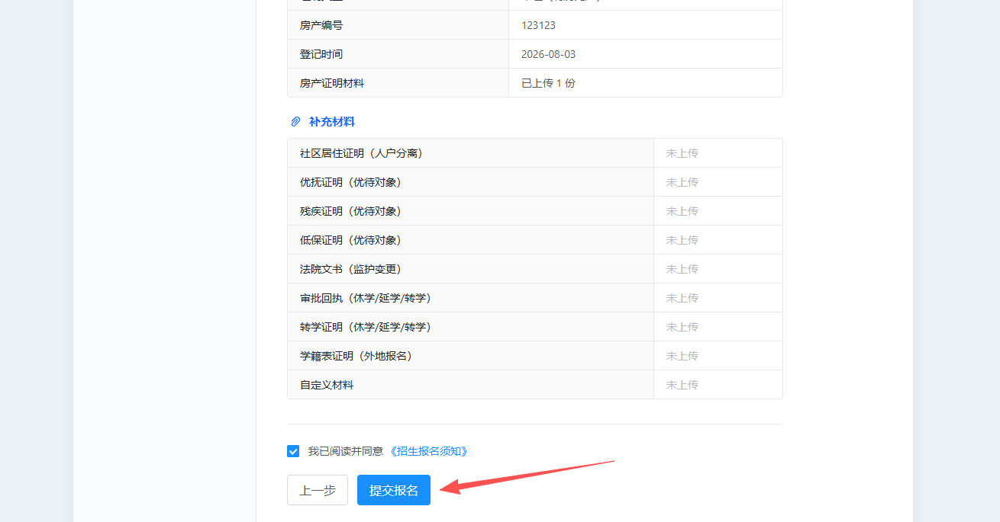 房产编号 123123
登记时间 2026-08-03
房产证明材料 已上传 1 份
补充材料
社区居住证明（人户分离） 未上传
优抚证明（优待对象） 未上传
残疾证明（优待对象） 未上传
低保证明（优待对象） 未上传
法院文书（监护变更） 未上传
审批回执（休学/延学/转学） 未上传
转学证明（休学/延学/转学） 未上传
学籍表证明（外地报名） 未上传
自定义材料 未上传
我已阅读并同意 《招生报名须知》
上一步 提交报名